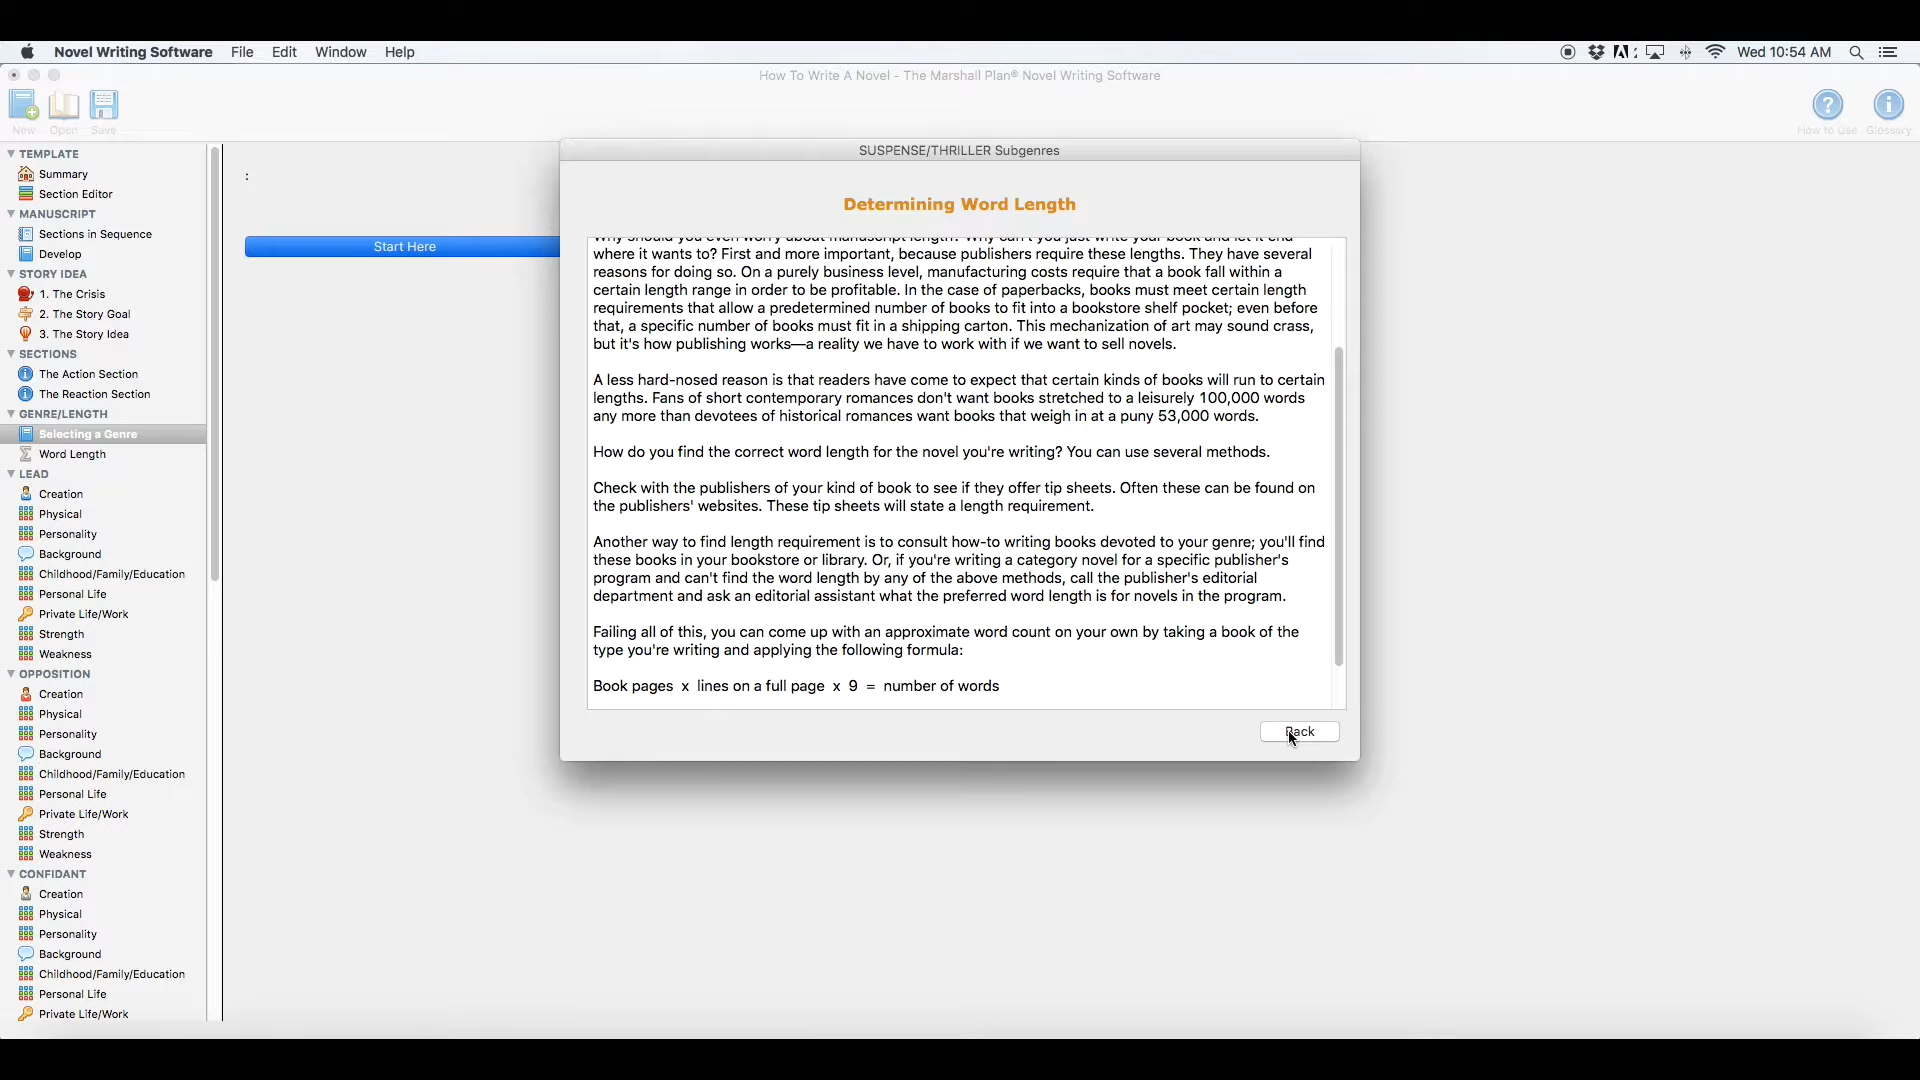 Novel Writing Software File Edit Window Help
Wed 10:54 AM
How To Write A Novel - The Marshall Plan® Novel Writing Software
New Open Save
How to Use Glossary
TEMPLATE
Summary
Section Editor
MANUSCRIPT
Sections in Sequence
Develop
STORY IDEA
1. The Crisis
2. The Story Goal
3. The Story Idea
SECTIONS
The Action Section
The Reaction Section
GENRE/LENGTH
Selecting a Genre
Word Length
LEAD
Creation
Physical
Personality
Background
Childhood/Family/Education
Personal Life
Private Life/Work
Strength
Weakness
OPPOSITION
Creation
Physical
Personality
Background
Childhood/Family/Education
Personal Life
Private Life/Work
Strength
Weakness
CONFIDANT
Creation
Physical
Personality
Background
Childhood/Family/Education
Personal Life
Private Life/Work
:
Start Here
SUSPENSE/THRILLER Subgenres
Determining Word Length
Why should you even worry about manuscript length? Why can't you just write your book and let it end
where it wants to? First and more important, because publishers require these lengths. They have several
reasons for doing so. On a purely business level, manufacturing costs require that a book fall within a
certain length range in order to be profitable. In the case of paperbacks, books must meet certain length
requirements that allow a predetermined number of books to fit into a bookstore shelf pocket; even before
that, a specific number of books must fit in a shipping carton. This mechanization of art may sound crass,
but it's how publishing works—a reality we have to work with if we want to sell novels.
A less hard-nosed reason is that readers have come to expect that certain kinds of books will run to certain
lengths. Fans of short contemporary romances don't want books stretched to a leisurely 100,000 words
any more than devotees of historical romances want books that weigh in at a puny 53,000 words.
How do you find the correct word length for the novel you're writing? You can use several methods.
Check with the publishers of your kind of book to see if they offer tip sheets. Often these can be found on
the publishers' websites. These tip sheets will state a length requirement.
Another way to find length requirement is to consult how-to writing books devoted to your genre; you'll find
these books in your bookstore or library. Or, if you're writing a category novel for a specific publisher's
program and can't find the word length by any of the above methods, call the publisher's editorial
department and ask an editorial assistant what the preferred word length is for novels in the program.
Failing all of this, you can come up with an approximate word count on your own by taking a book of the
type you're writing and applying the following formula:
Book pages x lines on a full page x 9 = number of words
Back